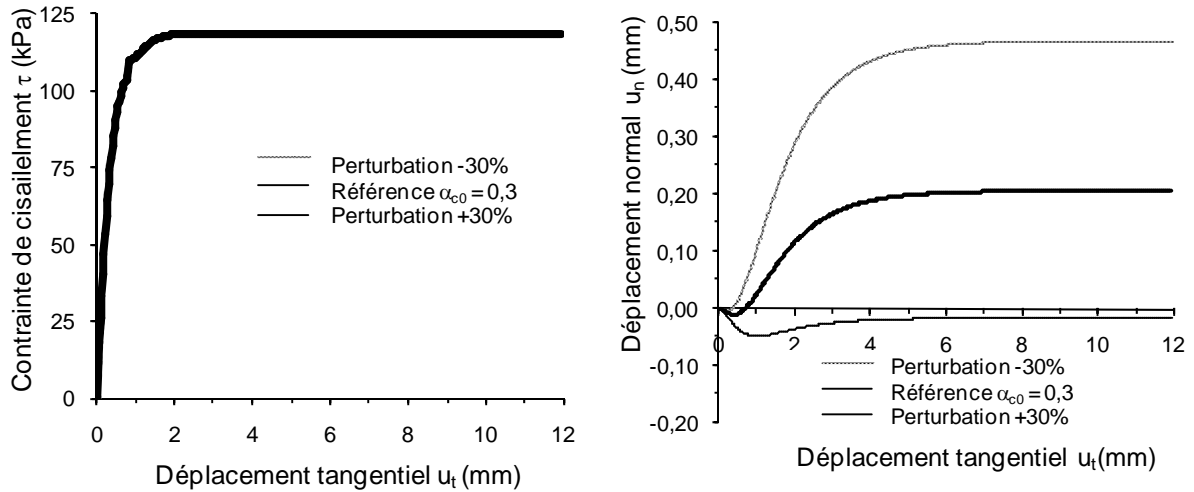 125
100
75
50
25
0
Contrainte de cisailelment τ (kPa)
Perturbation -30%
Référence αc0 = 0,3
Perturbation +30%
0 2 4 6 8 10 12
Déplacement tangentiel ut (mm)
0,50
0,40
0,30
0,20
0,10
0,00
-0,10
-0,20
Déplacement normal un (mm)
0 2 4 6 8 10 12
Perturbation -30%
Référence αc0 = 0,3
Perturbation +30%
Déplacement tangentiel ut(mm)